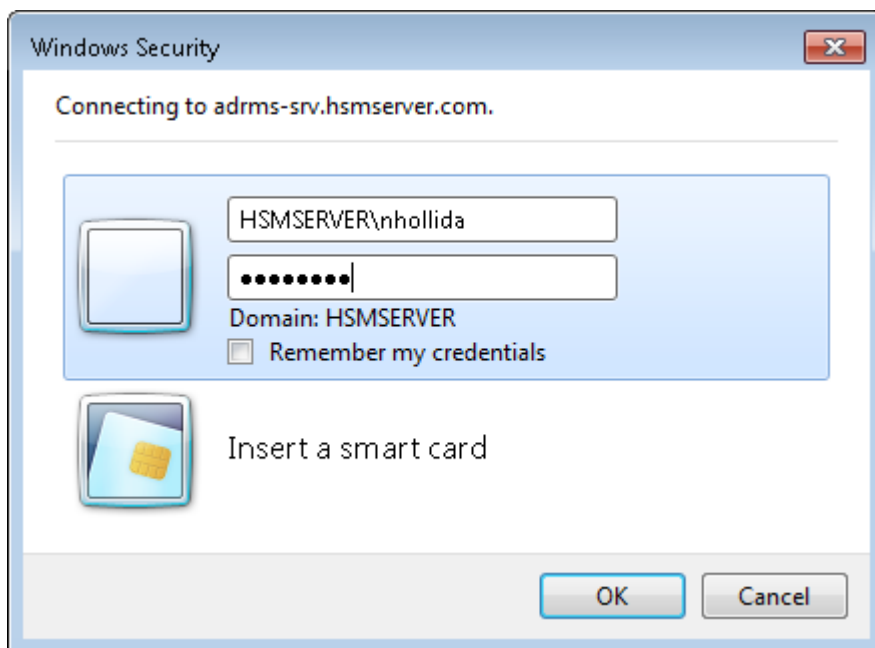 Windows Security
Connecting to adrms-srv.hsmserver.com.
HSMSERVER\nhollida
●●●●●●●●
Domain: HSMSERVER
Remember my credentials
Insert a smart card
OK
Cancel